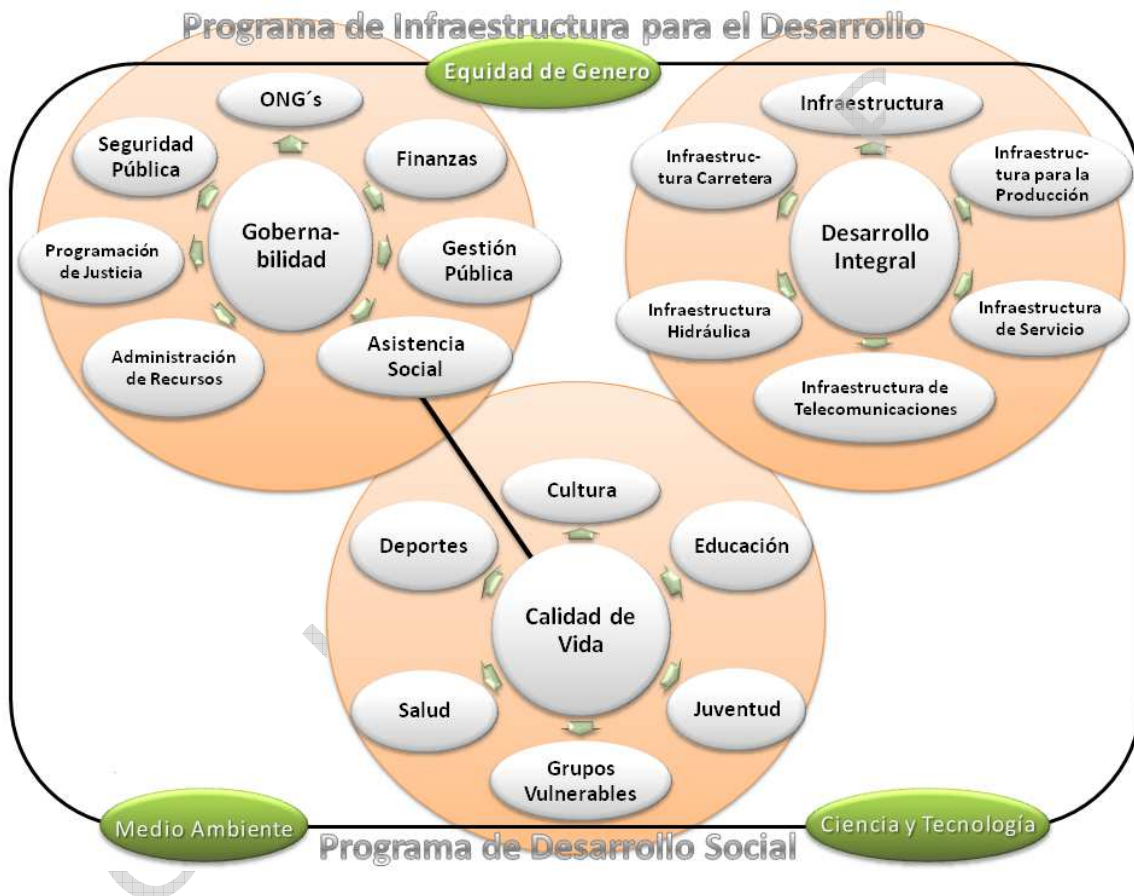 Programa de Infraestructura para el Desarrollo
Equidad de Genero
ONG´s
Seguridad
Pública
Finanzas
Programación
de Justicia
Goberna-
bilidad
Gestión
Pública
Administración
de Recursos
Asistencia
Social
Infraestructura
Infraestruc-
tura Carretera
Infraestruc-
tura para la
Producción
Desarrollo
Integral
Infraestructura
Hidráulica
Infraestructura
de Servicio
Infraestructura de
Telecomunicaciones
Cultura
Deportes
Educación
Calidad de
Vida
Salud
Juventud
Grupos
Vulnerables
Medio Ambiente
Ciencia y Tecnología
Programa de Desarrollo Social